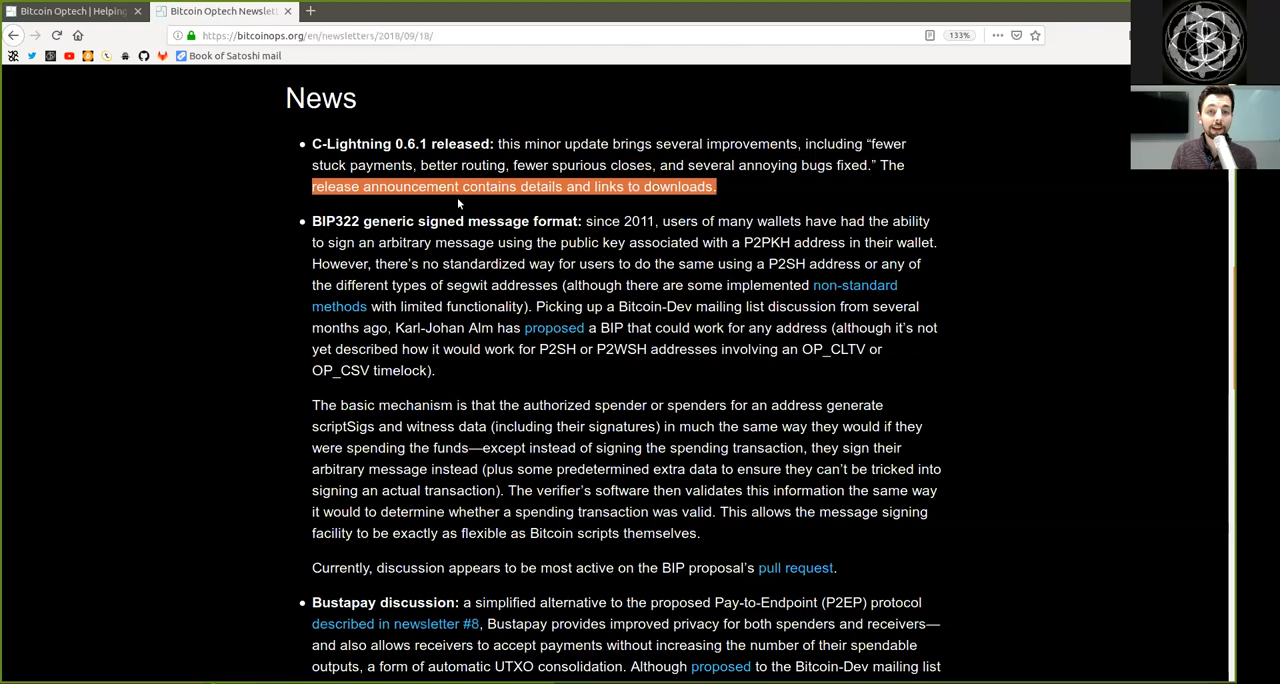 Bitcoin Optech | Helping
Bitcoin Optech Newslett
https://bitcoinops.org/en/newsletters/2018/09/18/
133%
Book of Satoshi mail
News
C-Lightning 0.6.1 released: this minor update brings several improvements, including “fewer
stuck payments, better routing, fewer spurious closes, and several annoying bugs fixed.” The
release announcement contains details and links to downloads.
BIP322 generic signed message format: since 2011, users of many wallets have had the ability
to sign an arbitrary message using the public key associated with a P2PKH address in their wallet.
However, there’s no standardized way for users to do the same using a P2SH address or any of
the different types of segwit addresses (although there are some implemented non-standard
methods with limited functionality). Picking up a Bitcoin-Dev mailing list discussion from several
months ago, Karl-Johan Alm has proposed a BIP that could work for any address (although it’s not
yet described how it would work for P2SH or P2WSH addresses involving an OP_CLTV or
OP_CSV timelock).
The basic mechanism is that the authorized spender or spenders for an address generate
scriptSigs and witness data (including their signatures) in much the same way they would if they
were spending the funds—except instead of signing the spending transaction, they sign their
arbitrary message instead (plus some predetermined extra data to ensure they can’t be tricked into
signing an actual transaction). The verifier’s software then validates this information the same way
it would to determine whether a spending transaction was valid. This allows the message signing
facility to be exactly as flexible as Bitcoin scripts themselves.
Currently, discussion appears to be most active on the BIP proposal’s pull request.
Bustapay discussion: a simplified alternative to the proposed Pay-to-Endpoint (P2EP) protocol
described in newsletter #8, Bustapay provides improved privacy for both spenders and receivers—
and also allows receivers to accept payments without increasing the number of their spendable
outputs, a form of automatic UTXO consolidation. Although proposed to the Bitcoin-Dev mailing list